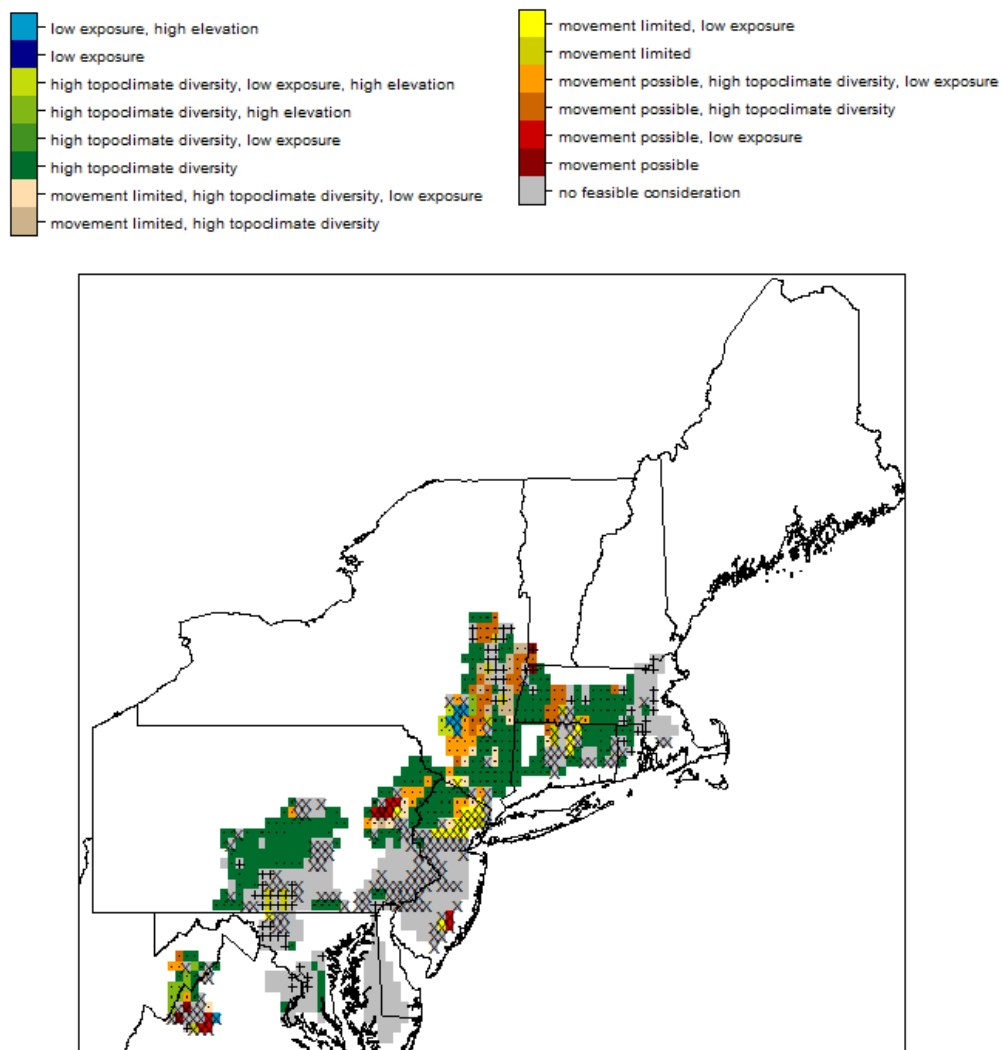 low exposure, high elevation
low exposure
high topoclimate diversity, low exposure, high elevation
high topoclimate diversity, high elevation
high topoclimate diversity, low exposure
high topoclimate diversity
movement limited, high topoclimate diversity, low exposure
movement limited, high topoclimate diversity
movement limited, low exposure
movement limited
movement possible, high topoclimate diversity, low exposure
movement possible, high topoclimate diversity
movement possible, low exposure
movement possible
no feasible consideration